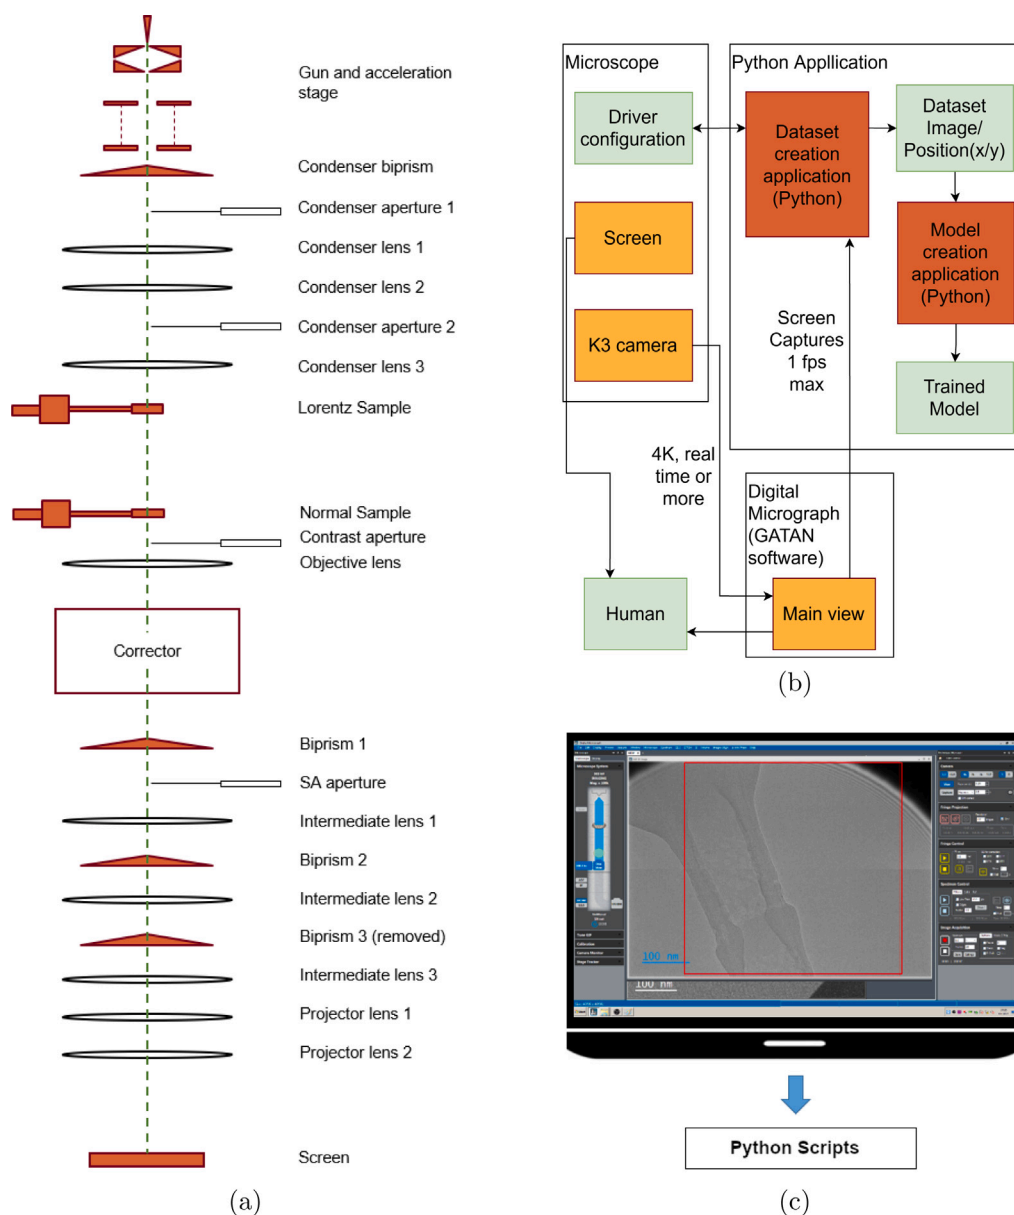 Gun and acceleration
stage
Condenser biprism
Condenser aperture 1
Condenser lens 1
Condenser lens 2
Condenser aperture 2
Condenser lens 3
Lorentz Sample
Normal Sample
Contrast aperture
Objective lens
Corrector
Biprism 1
SA aperture
Intermediate lens 1
Biprism 2
Intermediate lens 2
Biprism 3 (removed)
Intermediate lens 3
Projector lens 1
Projector lens 2
Screen
(a)
Microscope
Driver
configuration
Screen
K3 camera
Python Appllication
Dataset
creation
application
(Python)
Dataset
Image/
Position(x/y)
Model
creation
application
(Python)
Trained
Model
Screen
Captures
1 fps
max
4K, real
time or
more
Digital
Micrograph
(GATAN
software)
Main view
Human
(b)
100 nm
100 nm
Python Scripts
(c)